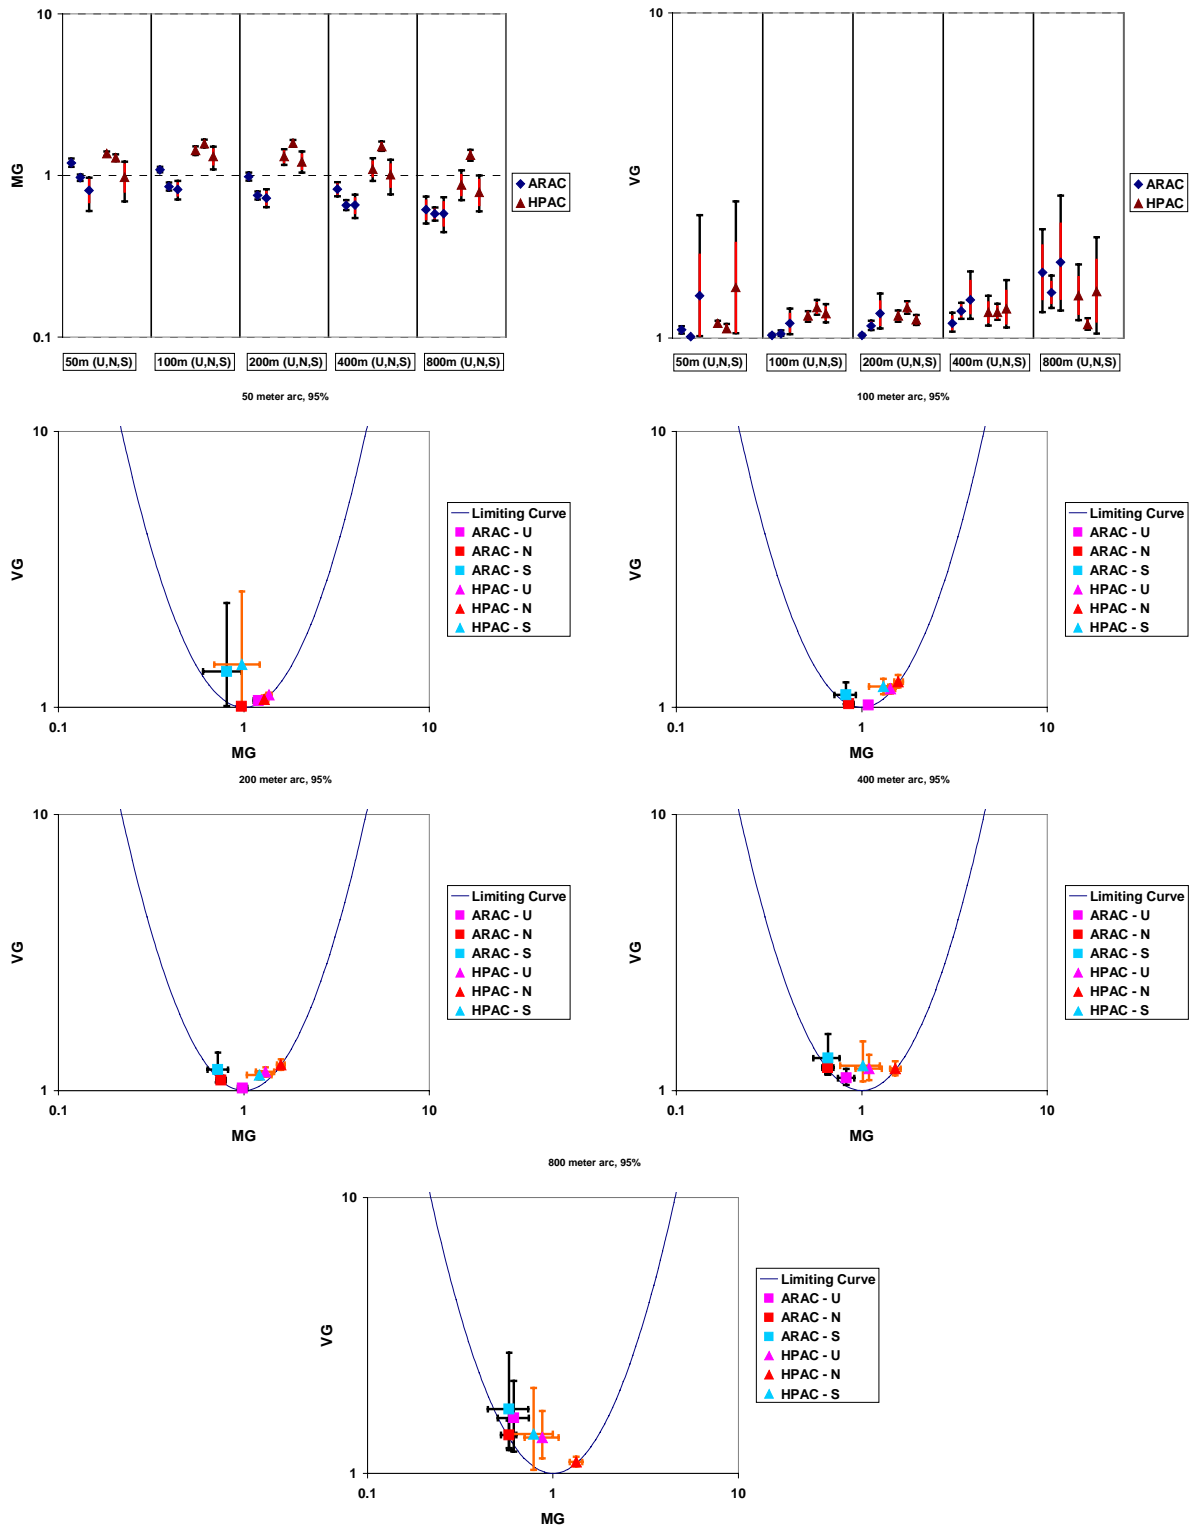 10
1
0.1
MG
50m (U,N,S)
100m (U,N,S)
200m (U,N,S)
400m (U,N,S)
800m (U,N,S)
ARAC
HPAC
10
1
VG
50m (U,N,S)
100m (U,N,S)
200m (U,N,S)
400m (U,N,S)
800m (U,N,S)
ARAC
HPAC
50 meter arc, 95%
10
1
VG
0.1
1
10
MG
Limiting Curve
ARAC - U
ARAC - N
ARAC - S
HPAC - U
HPAC - N
HPAC - S
100 meter arc, 95%
10
1
VG
0.1
1
10
MG
Limiting Curve
ARAC - U
ARAC - N
ARAC - S
HPAC - U
HPAC - N
HPAC - S
200 meter arc, 95%
10
1
VG
0.1
1
10
MG
Limiting Curve
ARAC - U
ARAC - N
ARAC - S
HPAC - U
HPAC - N
HPAC - S
400 meter arc, 95%
10
1
VG
0.1
1
10
MG
Limiting Curve
ARAC - U
ARAC - N
ARAC - S
HPAC - U
HPAC - N
HPAC - S
800 meter arc, 95%
10
1
VG
0.1
1
10
MG
Limiting Curve
ARAC - U
ARAC - N
ARAC - S
HPAC - U
HPAC - N
HPAC - S